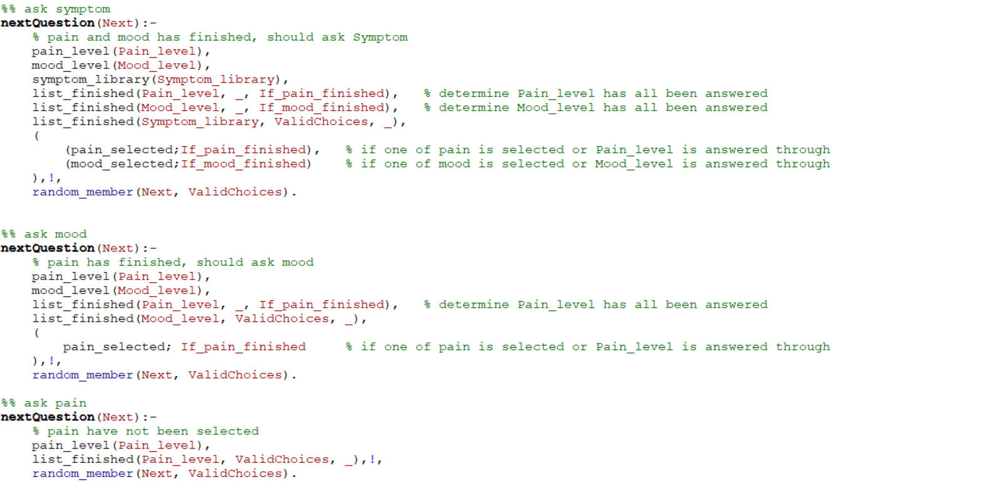 %% ask symptom
nextQuestion(Next):-
    % pain and mood has finished, should ask Symptom
    pain_level(Pain_level),
    mood_level(Mood_level),
    symptom_library(Symptom_library),
    list_finished(Pain_level, _, If_pain_finished),   % determine Pain_level has all been answered
    list_finished(Mood_level, _, If_mood_finished),   % determine Mood_level has all been answered
    list_finished(Symptom_library, ValidChoices, _),
    (
        (pain_selected;If_pain_finished),   % if one of pain is selected or Pain_level is answered through
        (mood_selected;If_mood_finished)    % if one of mood is selected or Mood_level is answered through
    ),!,
    random_member(Next, ValidChoices).
%% ask mood
nextQuestion(Next):-
    % pain has finished, should ask mood
    pain_level(Pain_level),
    mood_level(Mood_level),
    list_finished(Pain_level, _, If_pain_finished),   % determine Pain_level has all been answered
    list_finished(Mood_level, ValidChoices, _),
    (
        pain_selected; If_pain_finished     % if one of pain is selected or Pain_level is answered through
    ),!,
    random_member(Next, ValidChoices).
%% ask pain
nextQuestion(Next):-
    % pain have not been selected
    pain_level(Pain_level),
    list_finished(Pain_level, ValidChoices, _),!,
    random_member(Next, ValidChoices).